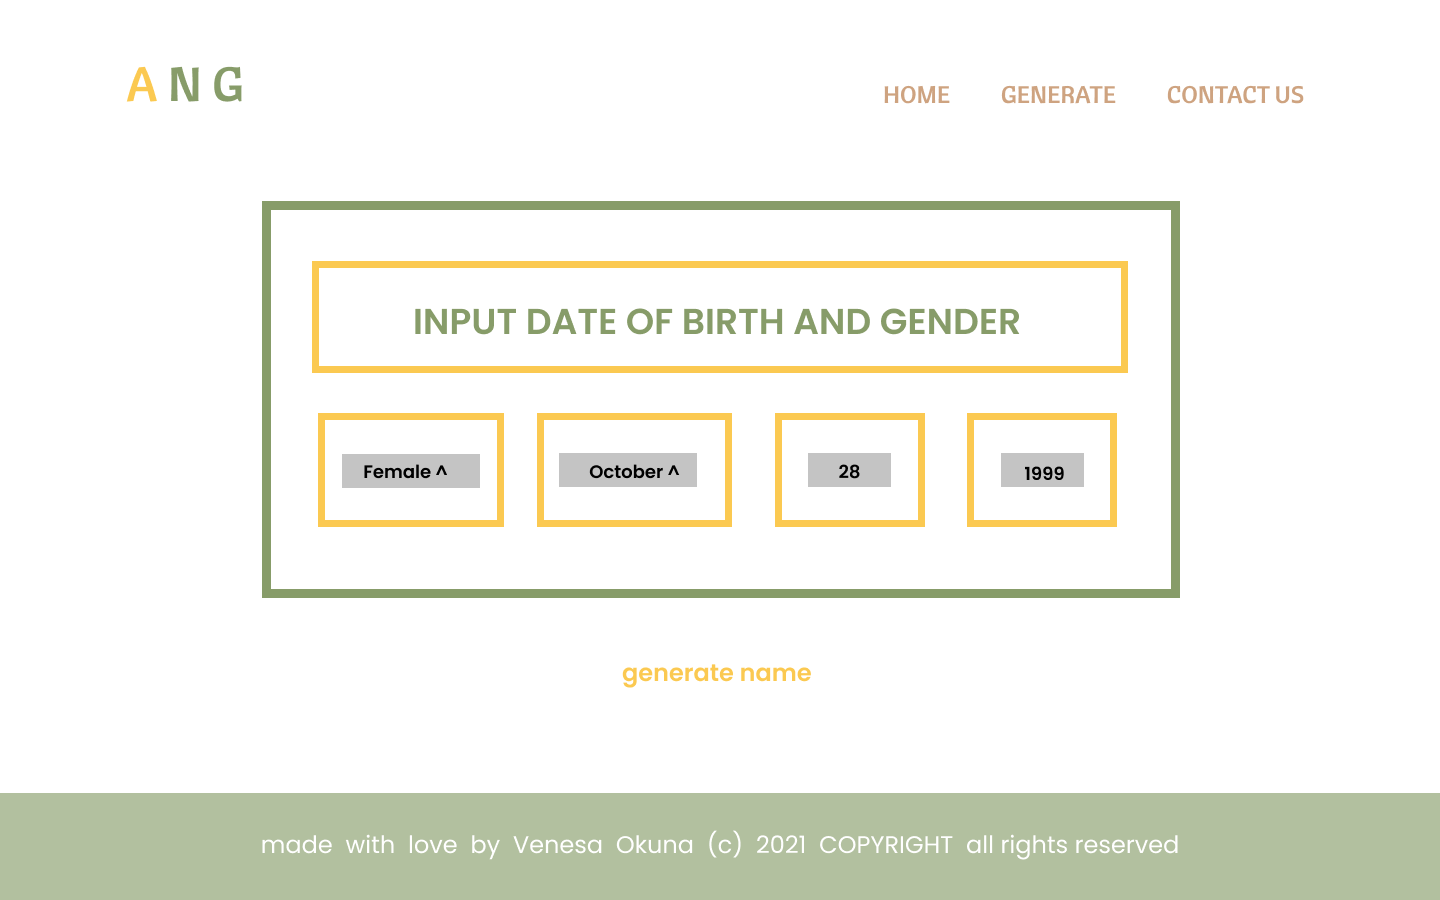 A N G
HOME GENERATE CONTACT US
INPUT DATE OF BIRTH AND GENDER
Female ^ October ^ 28 1999
generate name
made with love by Venesa Okuna (c) 2021 COPYRIGHT all rights reserved